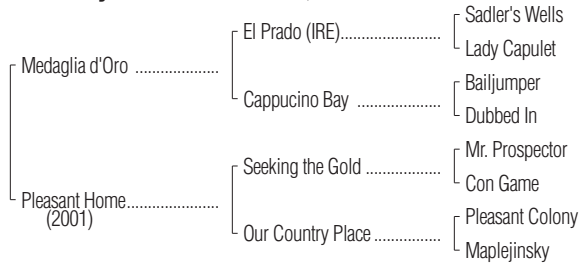 Sadler's Wells
El Prado (IRE)....................
Lady Capulet
Medaglia d'Oro ....................
Bailjumper
Cappucino Bay ....................
Dubbed In
Mr. Prospector
Seeking the Gold ..................
Con Game
Pleasant Home......................
(2001)
Pleasant Colony
Our Country Place ................
Maplejinsky